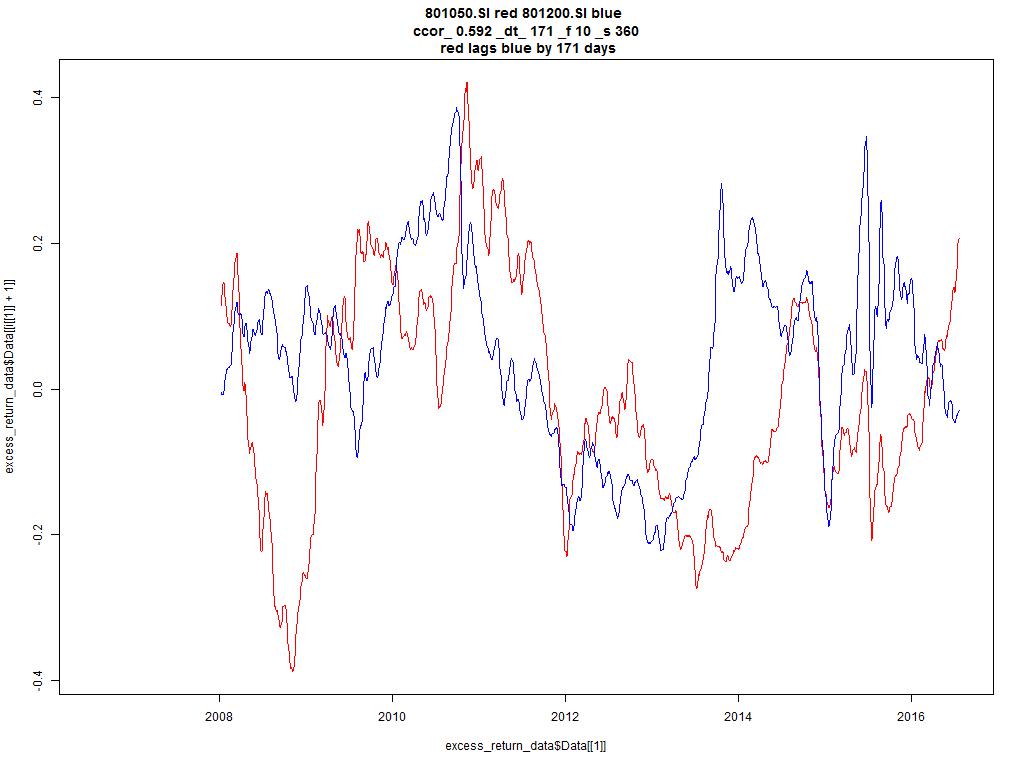 801050.SI red 801200.SI blue
ccor_ 0.592 _dt_ 171 _f 10 _s 360
red lags blue by 171 days
0.4
0.2
0.0
-0.2
-0.4
excess_return_data$Data[[i[[1]] + 1]]
2008 2010 2012 2014 2016
excess_return_data$Data[[1]]